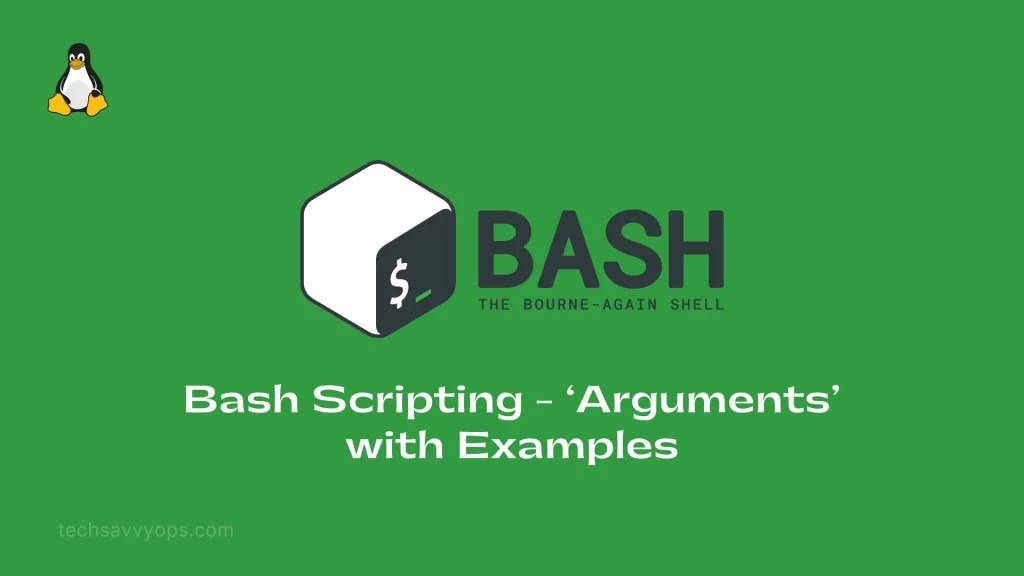 $_
BASH
THE BOURNE-AGAIN SHELL
Bash Scripting - ‘Arguments’
with Examples
techsavvyops.com